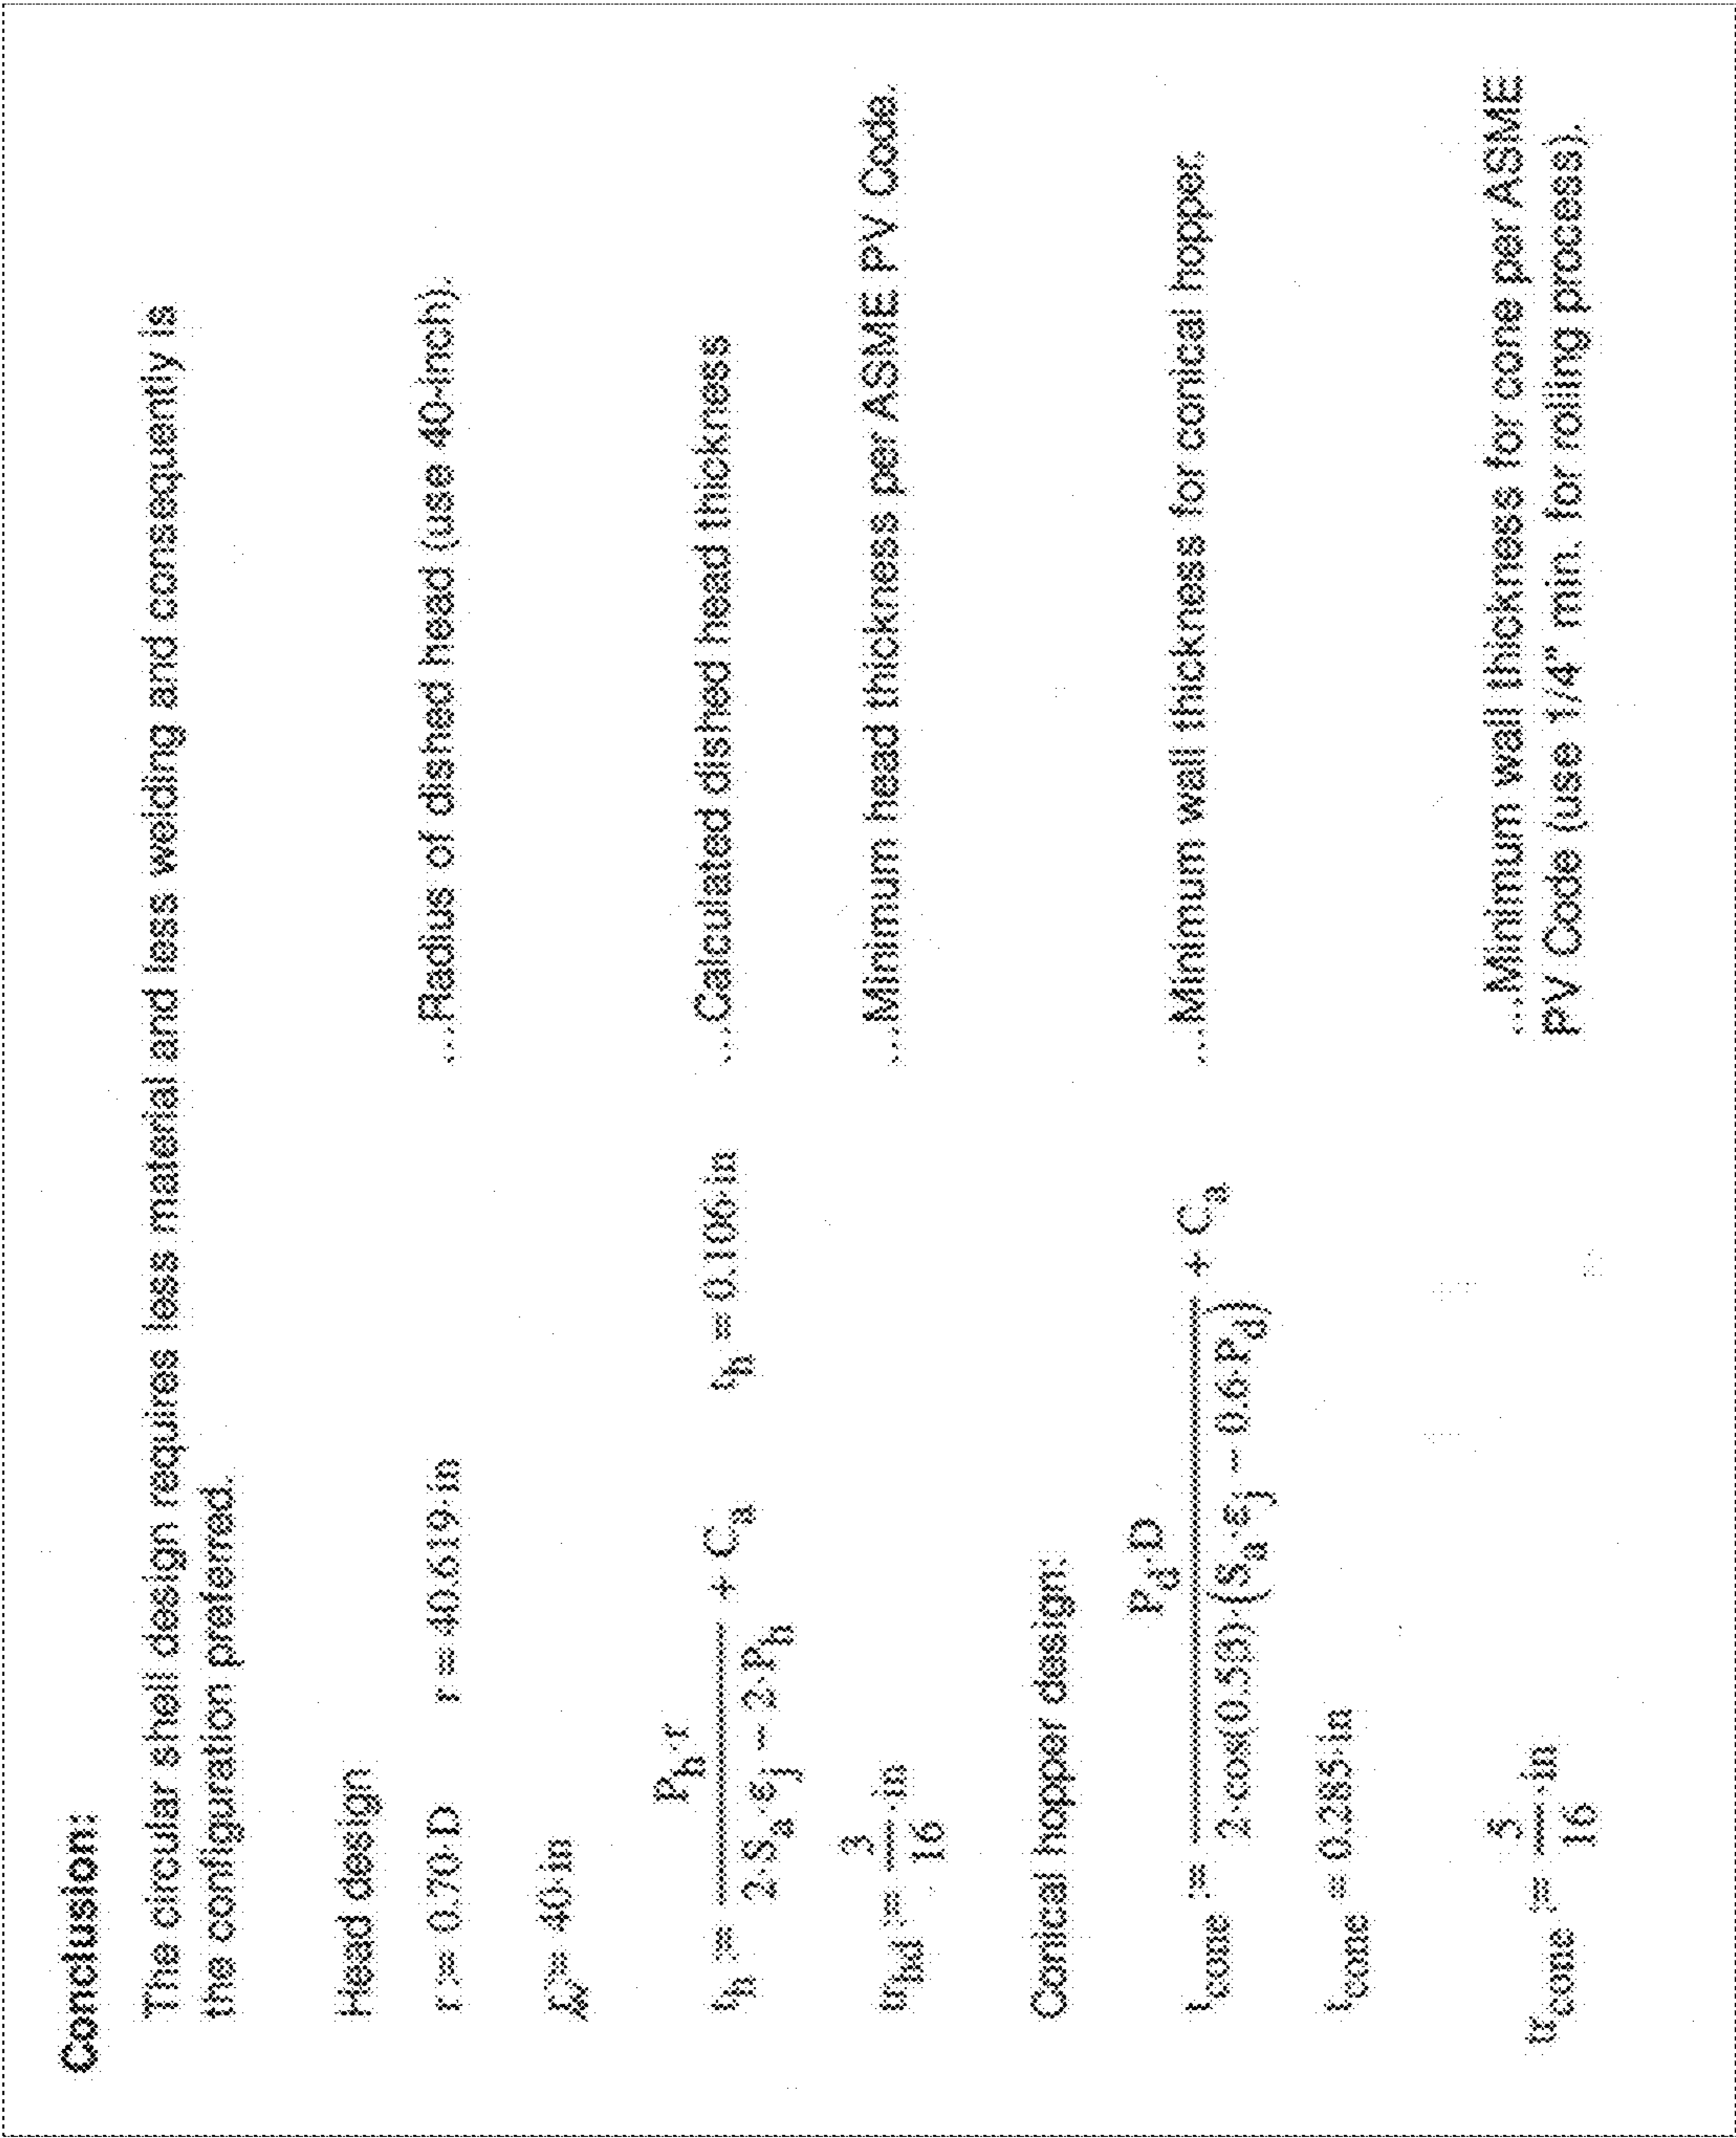 Conclusion:
The circular shell design requires less material and less welding and consequently is
the configuration preferred.
Head design
r := 0.70·D r = 40.619·in ...Radius of dished head (use 40-inch).
r := 40·in
t_h := (P_h·r)/(2·S_a·e_j − 2·P_h) + C_a t_h = 0.106·in ...Calculated dished head thickness
tt_hd := 3/16·in ...Minimum head thickness per ASME PV Code.
Conical hopper design:
t_cone := (P_d·D)/(2·cos(0.59)·(S_a·e_j − 0.6·P_d)) + C_a ...Minimum wall thickness for conical hopper.
t_cone = 0.285·in
tt_cone := 5/16·in ...Minimum wall thickness for cone per ASME
PV Code (use 1/4" min. for rolling process).